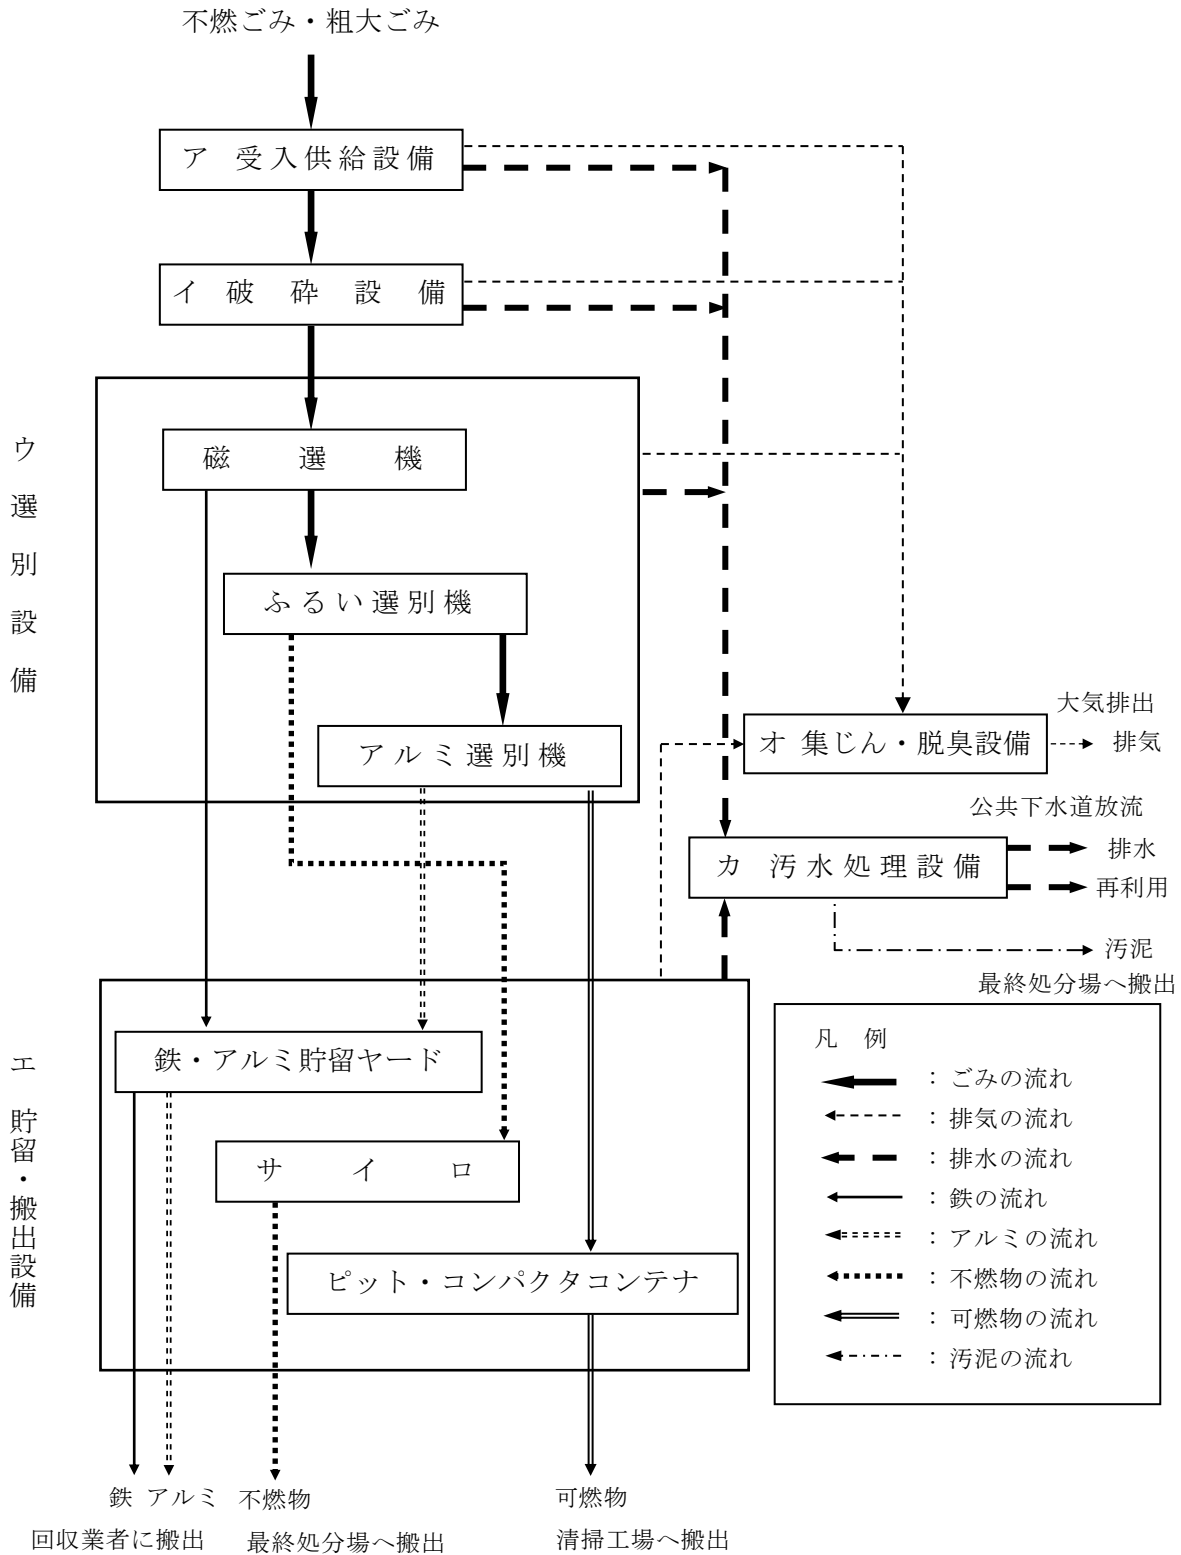 不燃ごみ・粗大ごみ
ア 受入供給設備
イ 破砕設備
ウ 選別設備
磁選機
ふるい選別機
アルミ選別機
大気排出
オ 集じん・脱臭設備
排気
公共下水道放流
カ 汚水処理設備
排水
再利用
汚泥
最終処分場へ搬出
エ 貯留・搬出設備
鉄・アルミ貯留ヤード
サイロ
ピット・コンパクタコンテナ
凡 例
：ごみの流れ
：排気の流れ
：排水の流れ
：鉄の流れ
：アルミの流れ
：不燃物の流れ
：可燃物の流れ
：汚泥の流れ
鉄 アルミ 不燃物 可燃物
回収業者に搬出 最終処分場へ搬出 清掃工場へ搬出